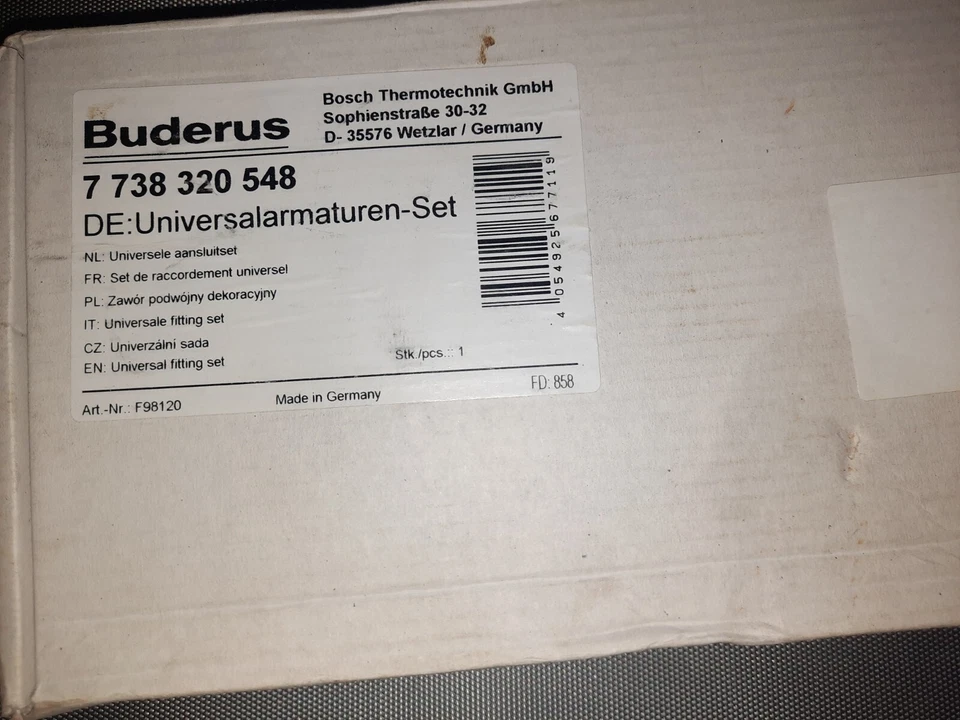 Buderus
Bosch Thermotechnik GmbH
Sophienstraße 30-32
D- 35576 Wetzlar / Germany
7 738 320 548
DE:Universalarmaturen-Set
NL: Universele aansluitset
FR: Set de raccordement universel
PL: Zawór podwójny dekoracyjny
IT: Universale fitting set
CZ: Univerzální sada
EN: Universal fitting set
Stk./pcs.:: 1
4 054925 677119
Art.-Nr.: F98120
Made in Germany
FD: 858